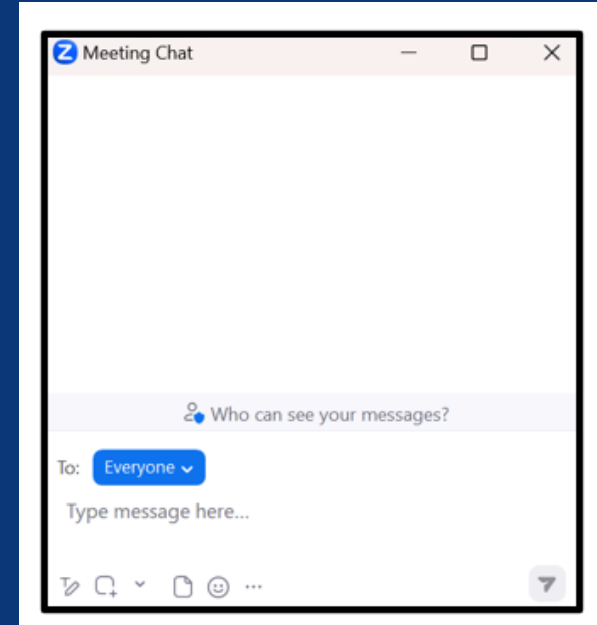 Meeting Chat
Who can see your messages?
To: Everyone
Type message here...